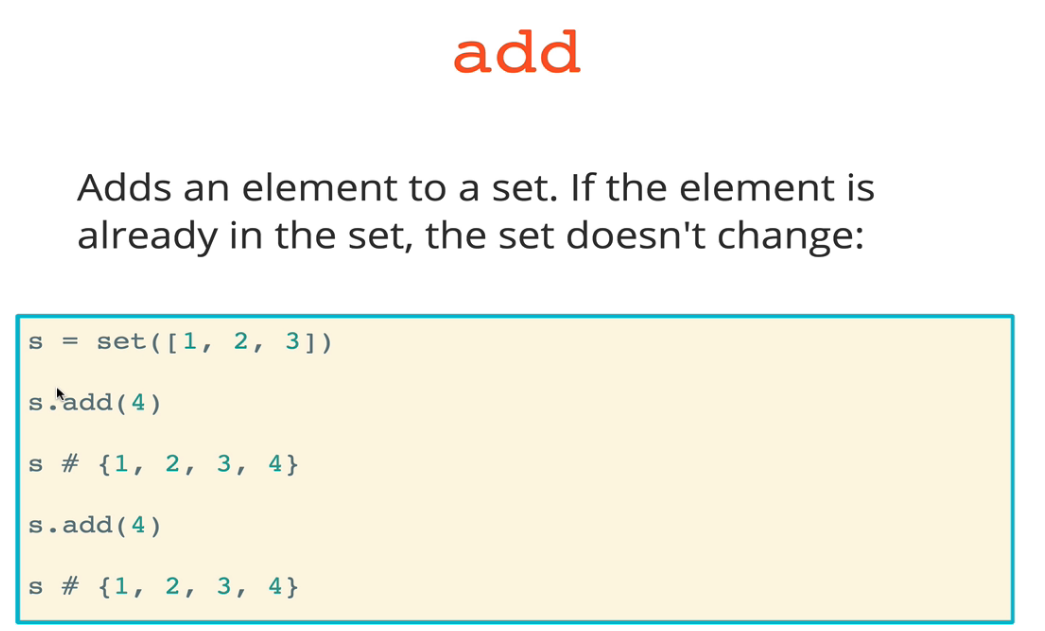 add
Adds an element to a set. If the element is
already in the set, the set doesn't change:
s = set([1, 2, 3])
s.add(4)
s # {1, 2, 3, 4}
s.add(4)
s # {1, 2, 3, 4}